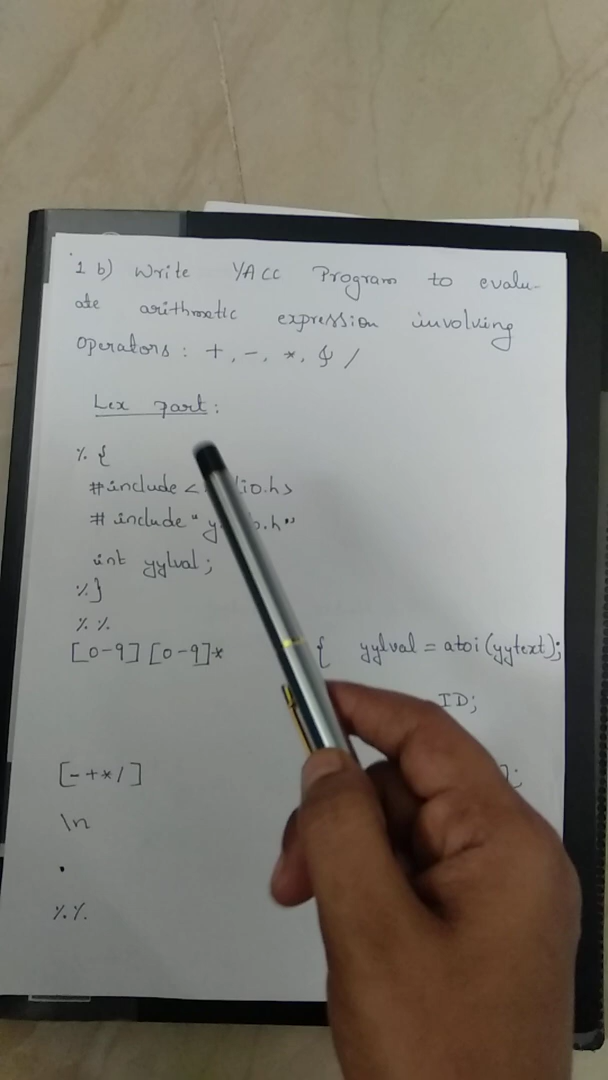 1 b) Write YACC Program to evalu-
ate arithmetic expression involving
Operators : +, -, *, & /
Lex part:
% {
#include <
# include "
int yylval;
% }
% %
[0-9] [0-9]* { yylval = atoi (yytext);
ID;
[-+*/] ];
\n
.
%%